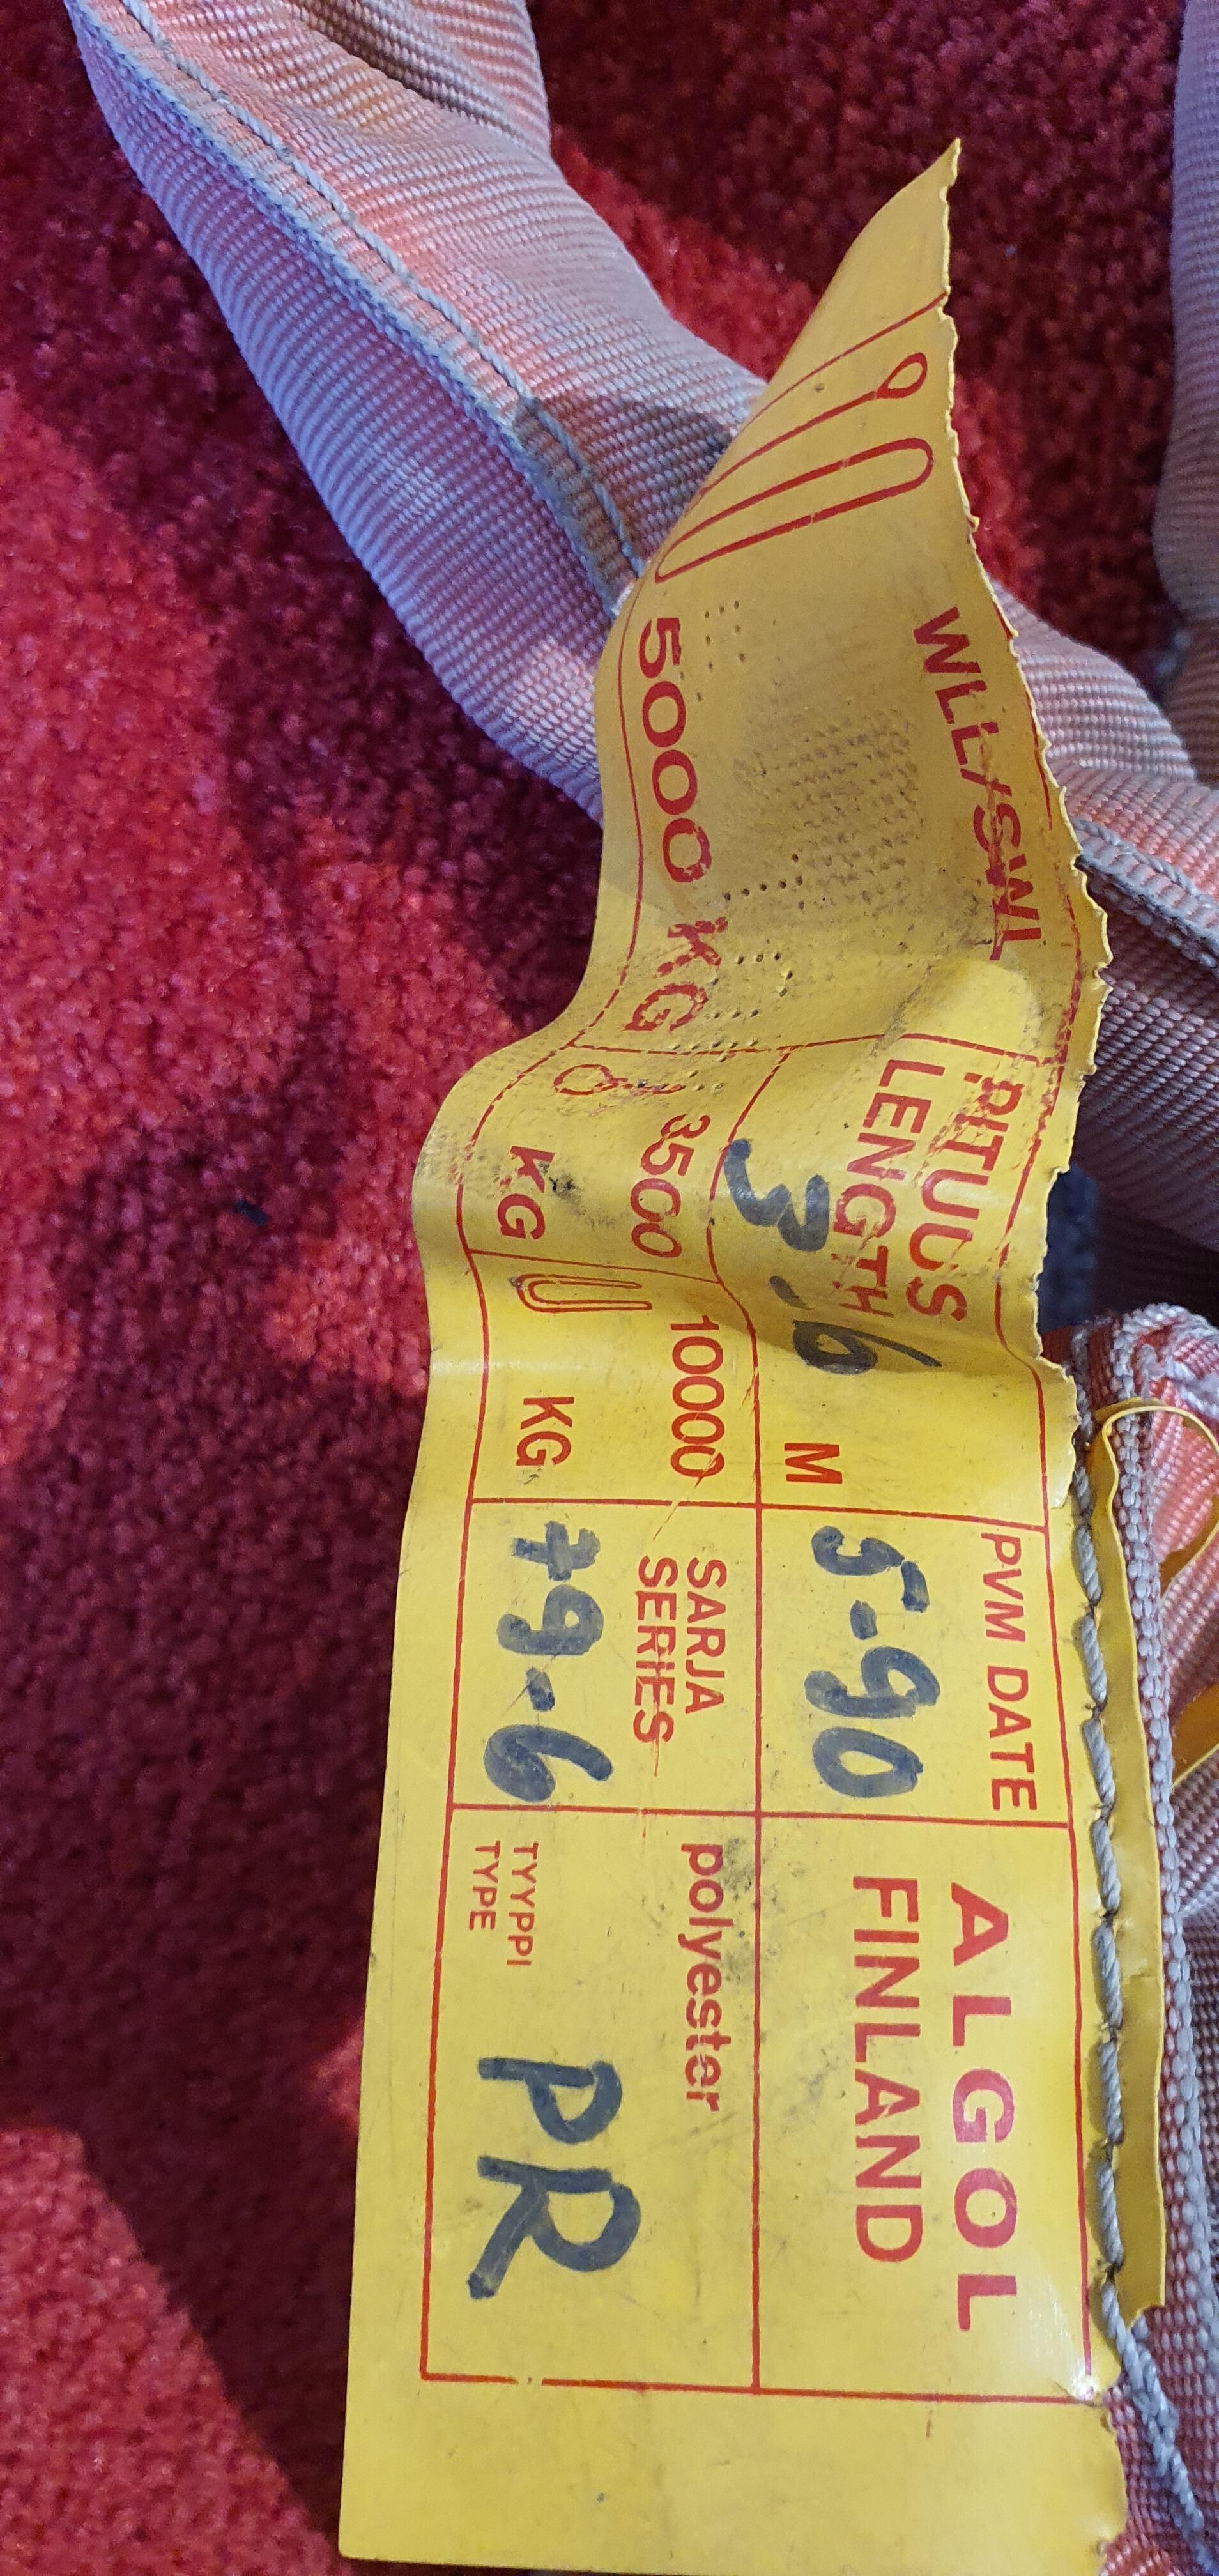 WLL/SWL
5000 KG
PITUUS
LENGTH
3.6 M
3500
KG
10000
KG
PVM DATE
5-90
SARJA
SERIES
79-6
ALGOL
FINLAND
polyester
TYYPPI
TYPE
PR